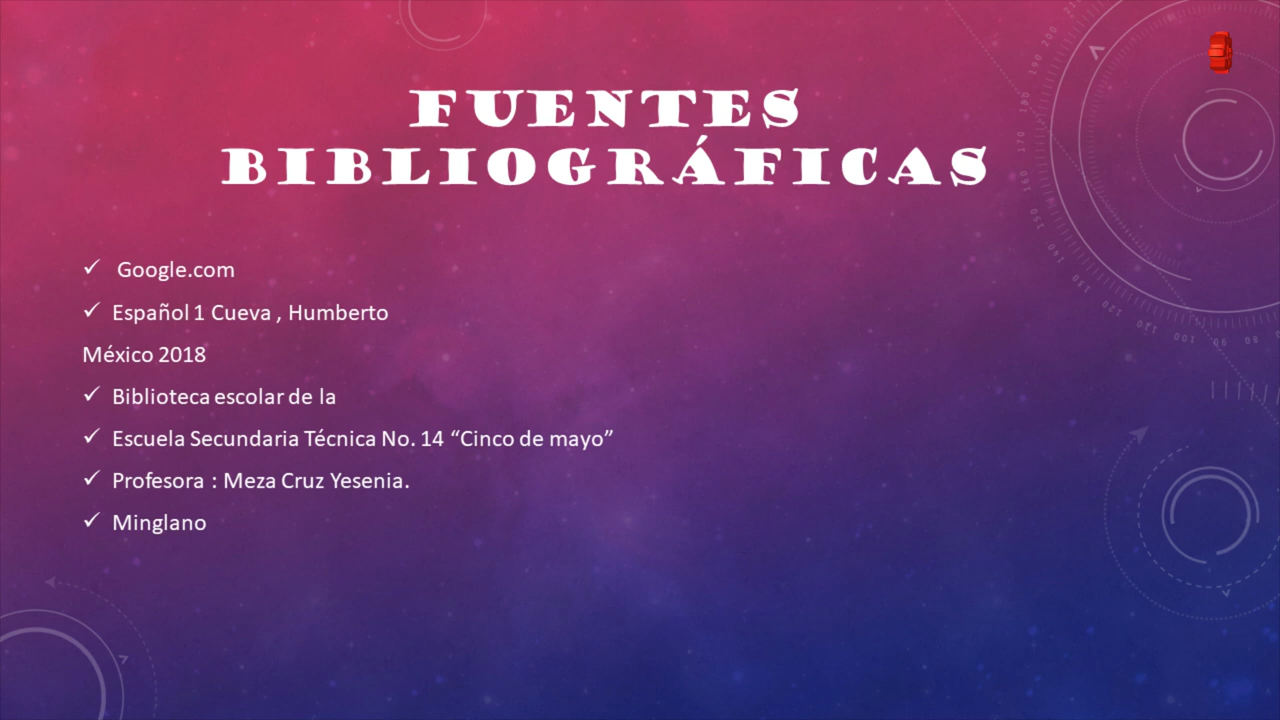 FUENTES
BIBLIOGRÁFICAS
✓ Google.com
✓ Español 1 Cueva , Humberto
México 2018
✓ Biblioteca escolar de la
✓ Escuela Secundaria Técnica No. 14 “Cinco de mayo”
✓ Profesora : Meza Cruz Yesenia.
✓ Minglano